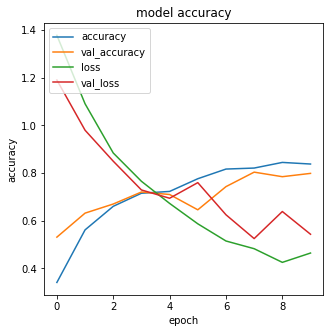 model accuracy
accuracy
val_accuracy
loss
val_loss
1.4
1.2
1.0
0.8
0.6
0.4
accuracy
0 2 4 6 8
epoch